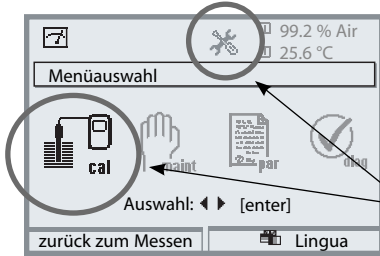 99.2 % Air
25.6 °C
Menüauswahl
cal maint par diag
Auswahl: [enter]
zurück zum Messen Lingua